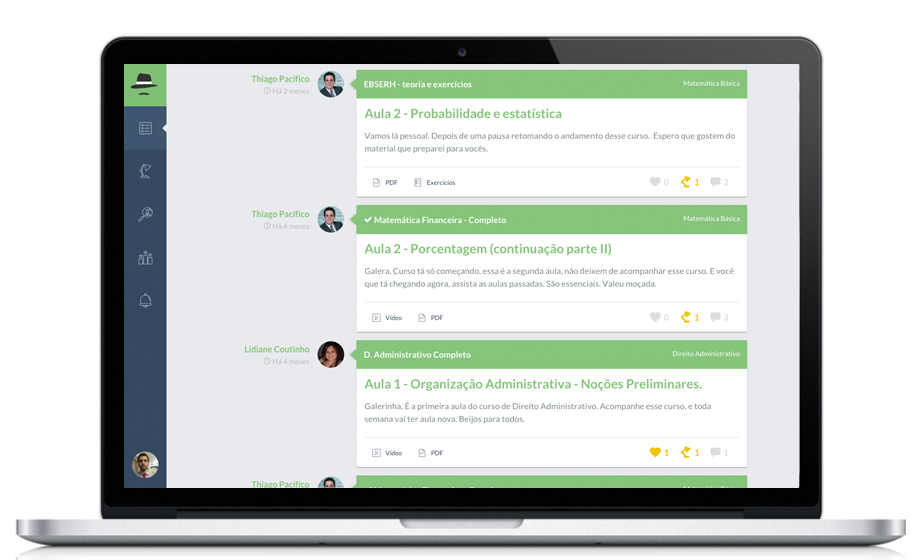 Thiago Pacífico
Há 2 meses
EBSERH - teoria e exercícios
Matemática Básica
Aula 2 - Probabilidade e estatística
Vamos lá pessoal. Depois de uma pausa retomando o andamento desse curso. Espero que gostem do
material que preparei para vocês.
PDF
Exercícios
0
1
2
Thiago Pacífico
Há 4 meses
Matemática Financeira - Completo
Matemática Básica
Aula 2 - Porcentagem (continuação parte II)
Galera, Curso tá só começando, essa é a segunda aula, não deixem de acompanhar esse curso. E você
que tá chegando agora, assista as aulas passadas. São essenciais. Valeu moçada.
Vídeo
PDF
0
1
3
Lidiane Coutinho
Há 4 meses
D. Administrativo Completo
Direito Administrativo
Aula 1 - Organização Administrativa - Noções Preliminares.
Galerinha, É a primeira aula do curso de Direito Administrativo. Acompanhe esse curso, e toda
semana vai ter aula nova. Beijos para todos.
Vídeo
PDF
1
1
1
Thiago Pacífico